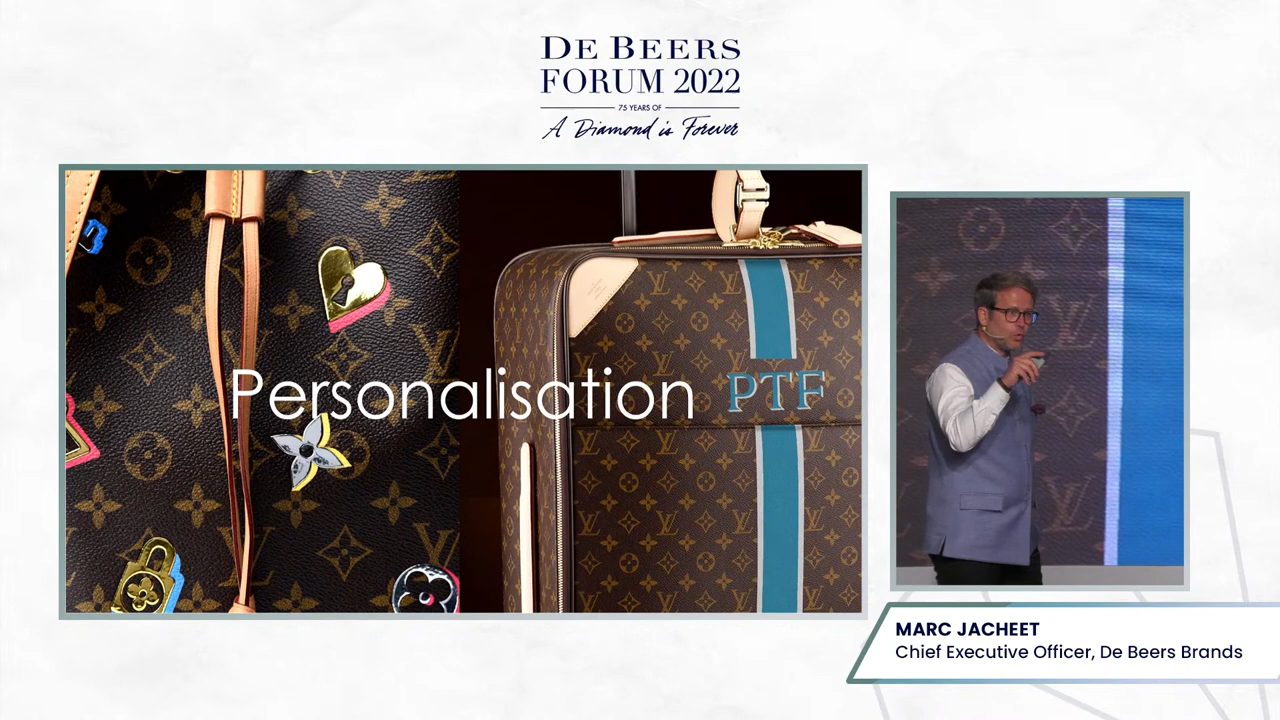 DE BEERS
FORUM 2022
75 YEARS OF
A Diamond is Forever
Personalisation
PTF
MARC JACHEET
Chief Executive Officer, De Beers Brands